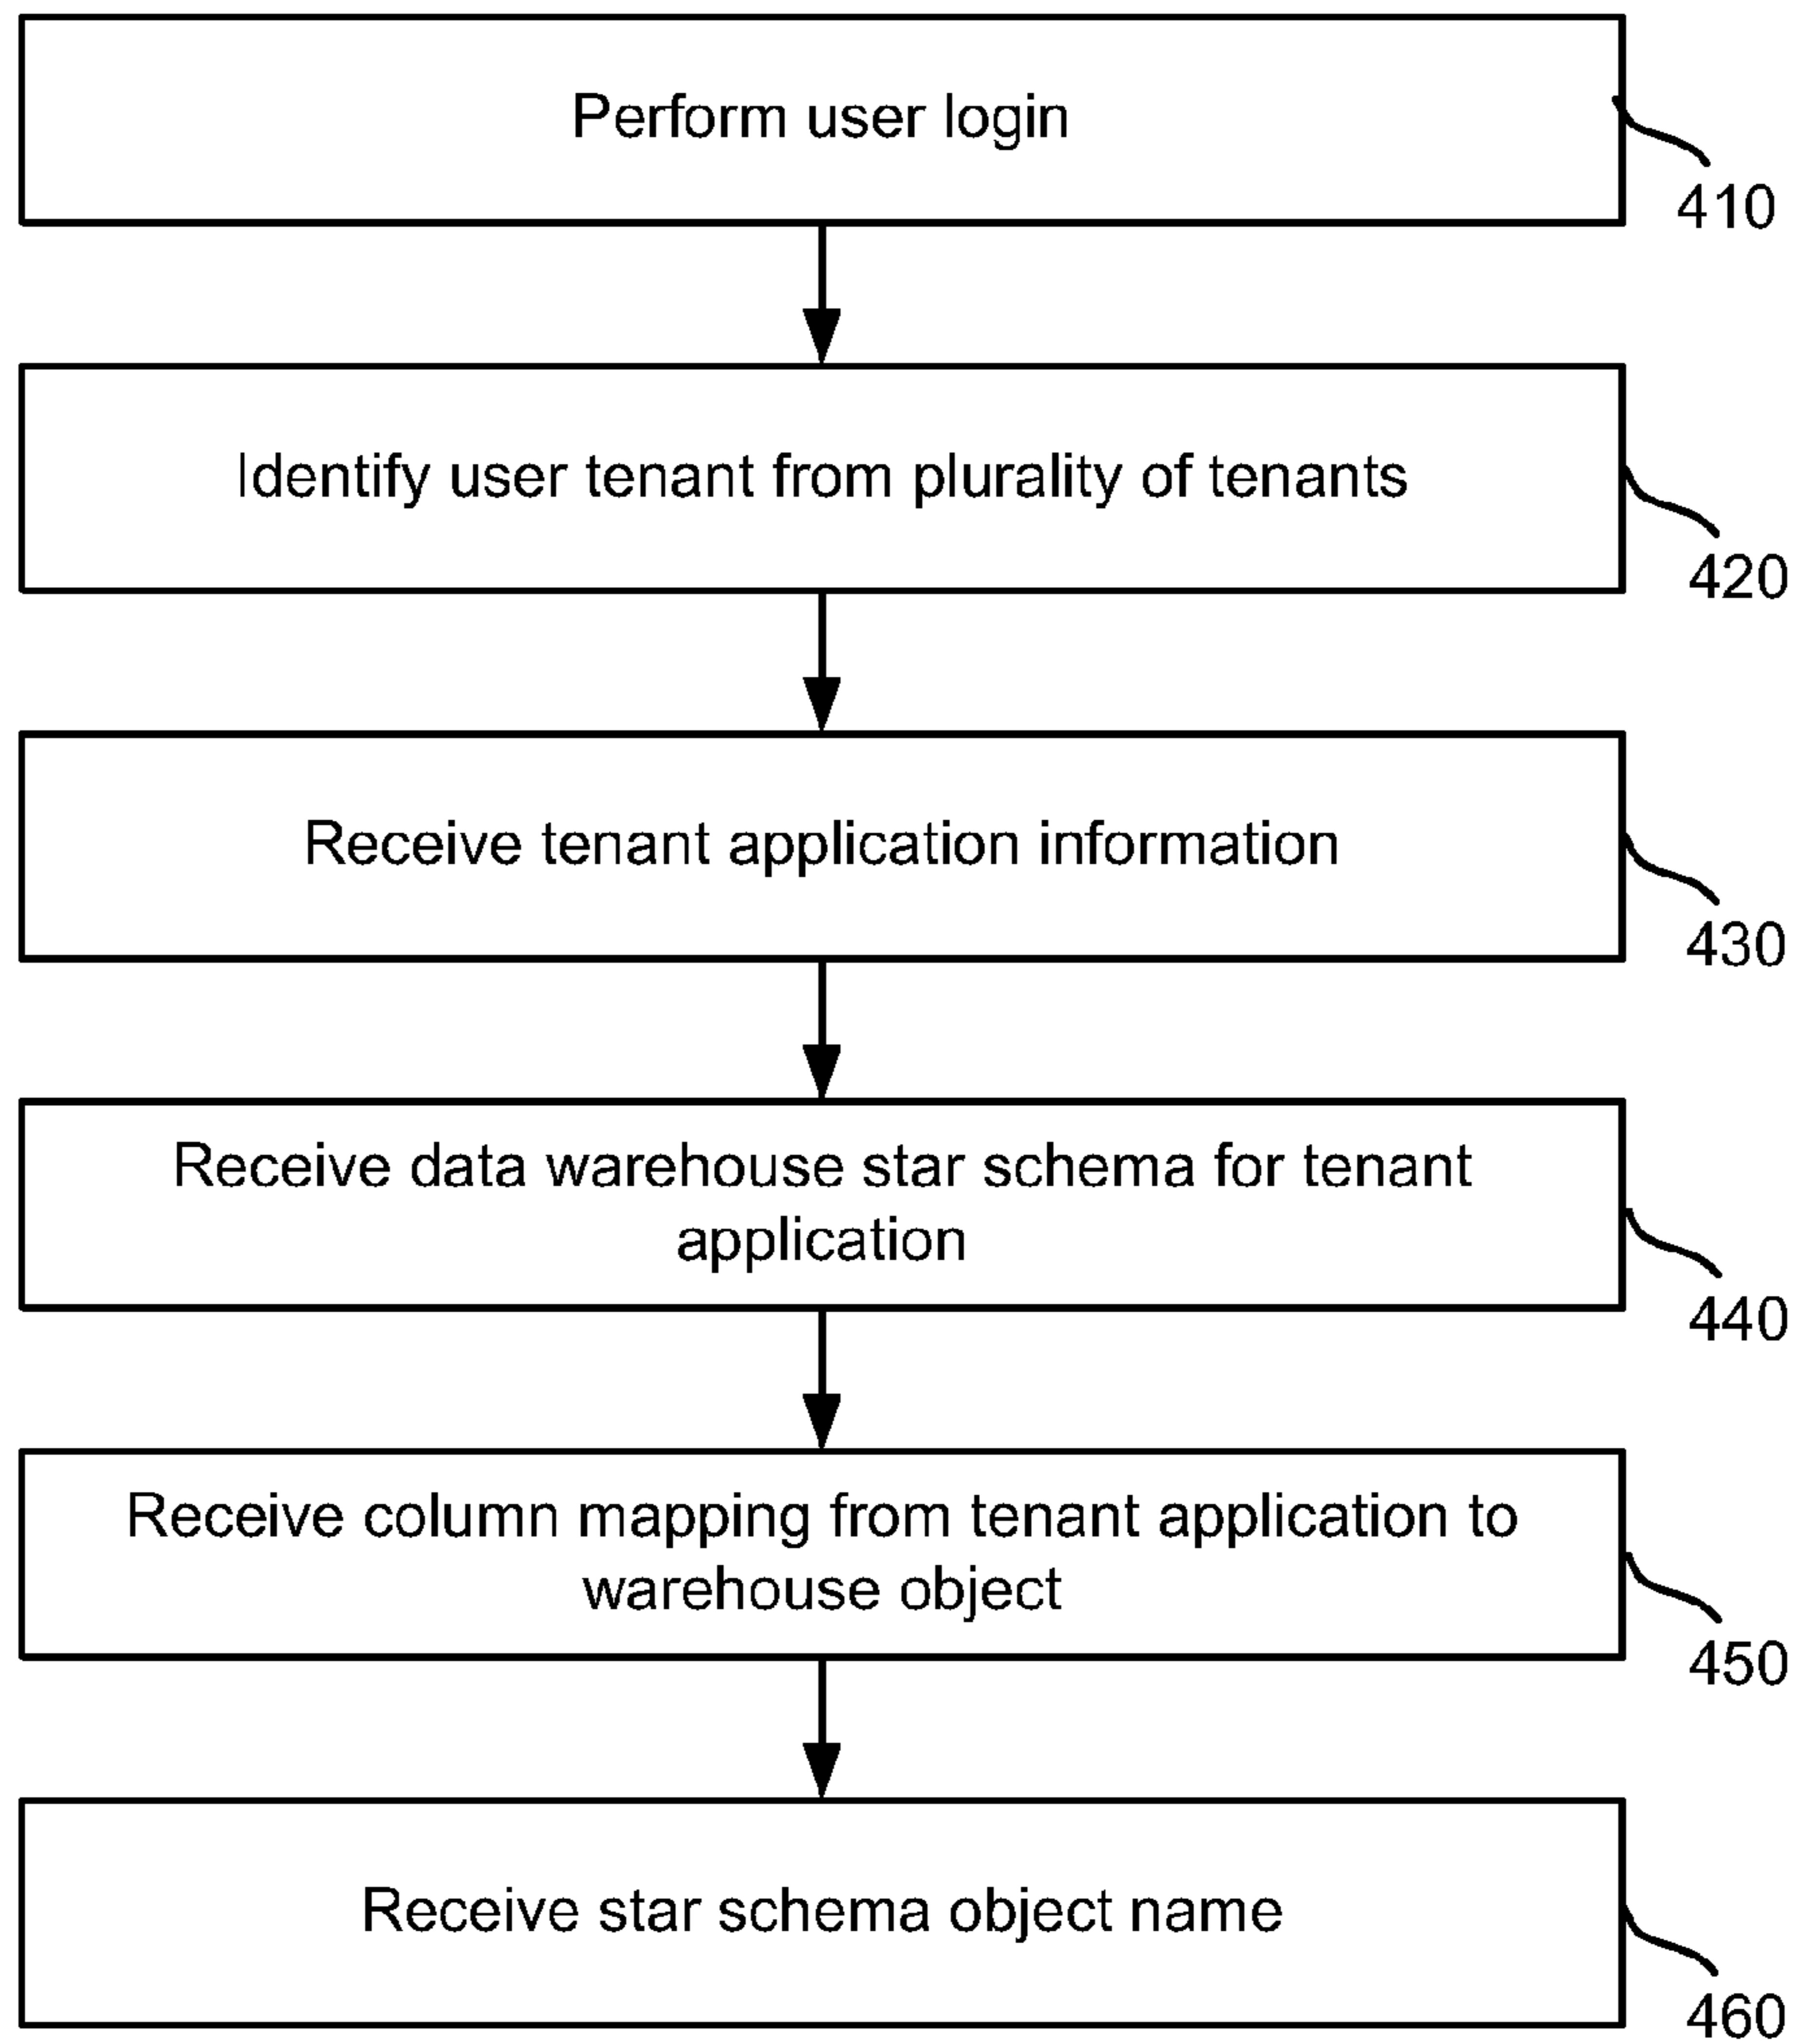 Perform user login
410
Identify user tenant from plurality of tenants
420
Receive tenant application information
430
Receive data warehouse star schema for tenant
application
440
Receive column mapping from tenant application to
warehouse object
450
Receive star schema object name
460